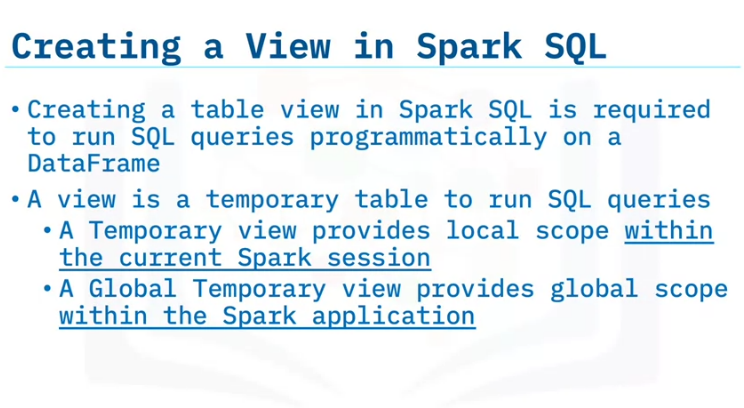 Creating a View in Spark SQL
• Creating a table view in Spark SQL is required
to run SQL queries programmatically on a
DataFrame
• A view is a temporary table to run SQL queries
• A Temporary view provides local scope within
the current Spark session
• A Global Temporary view provides global scope
within the Spark application